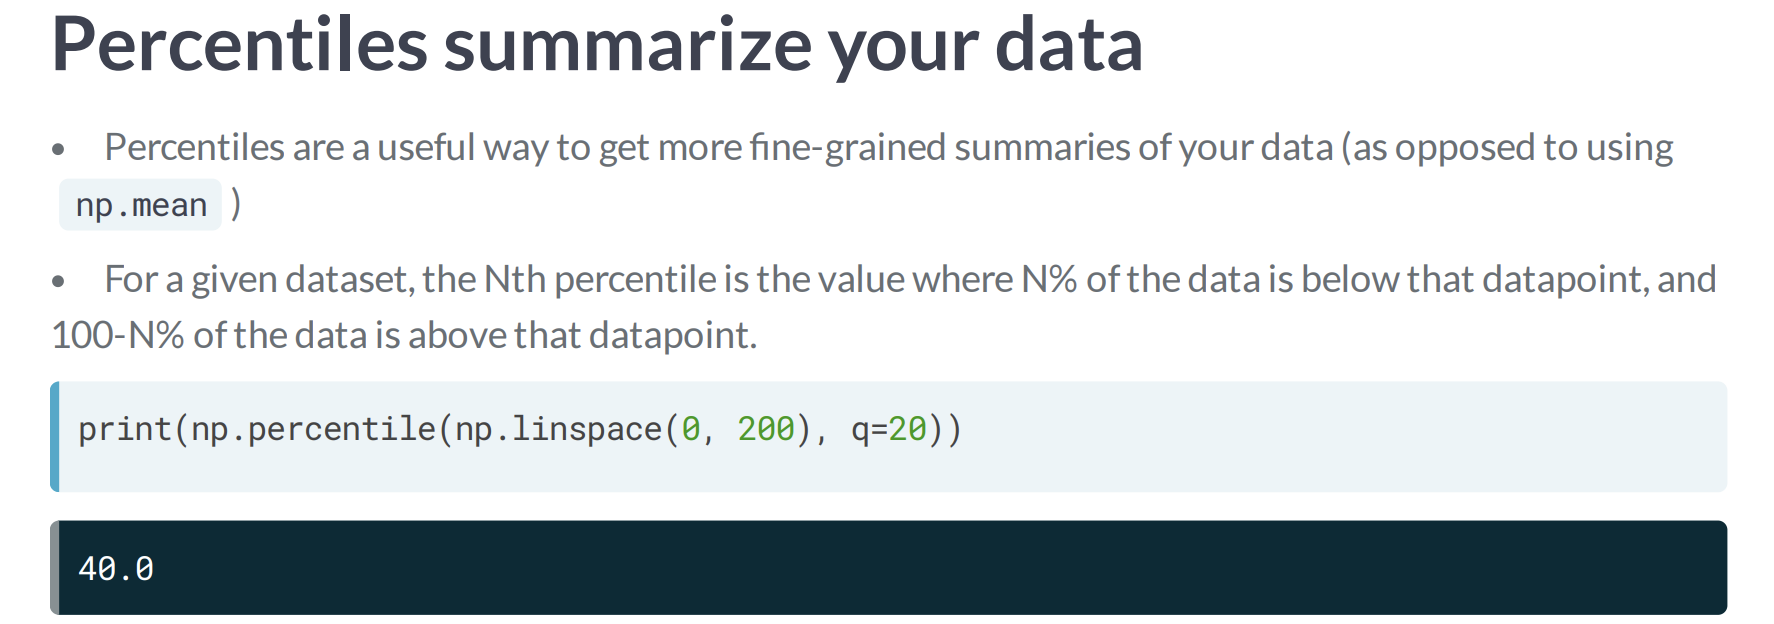 Percentiles summarize your data
• Percentiles are a useful way to get more fine-grained summaries of your data (as opposed to using
np.mean )
• For a given dataset, the Nth percentile is the value where N% of the data is below that datapoint, and
100-N% of the data is above that datapoint.
print(np.percentile(np.linspace(0, 200), q=20))
40.0